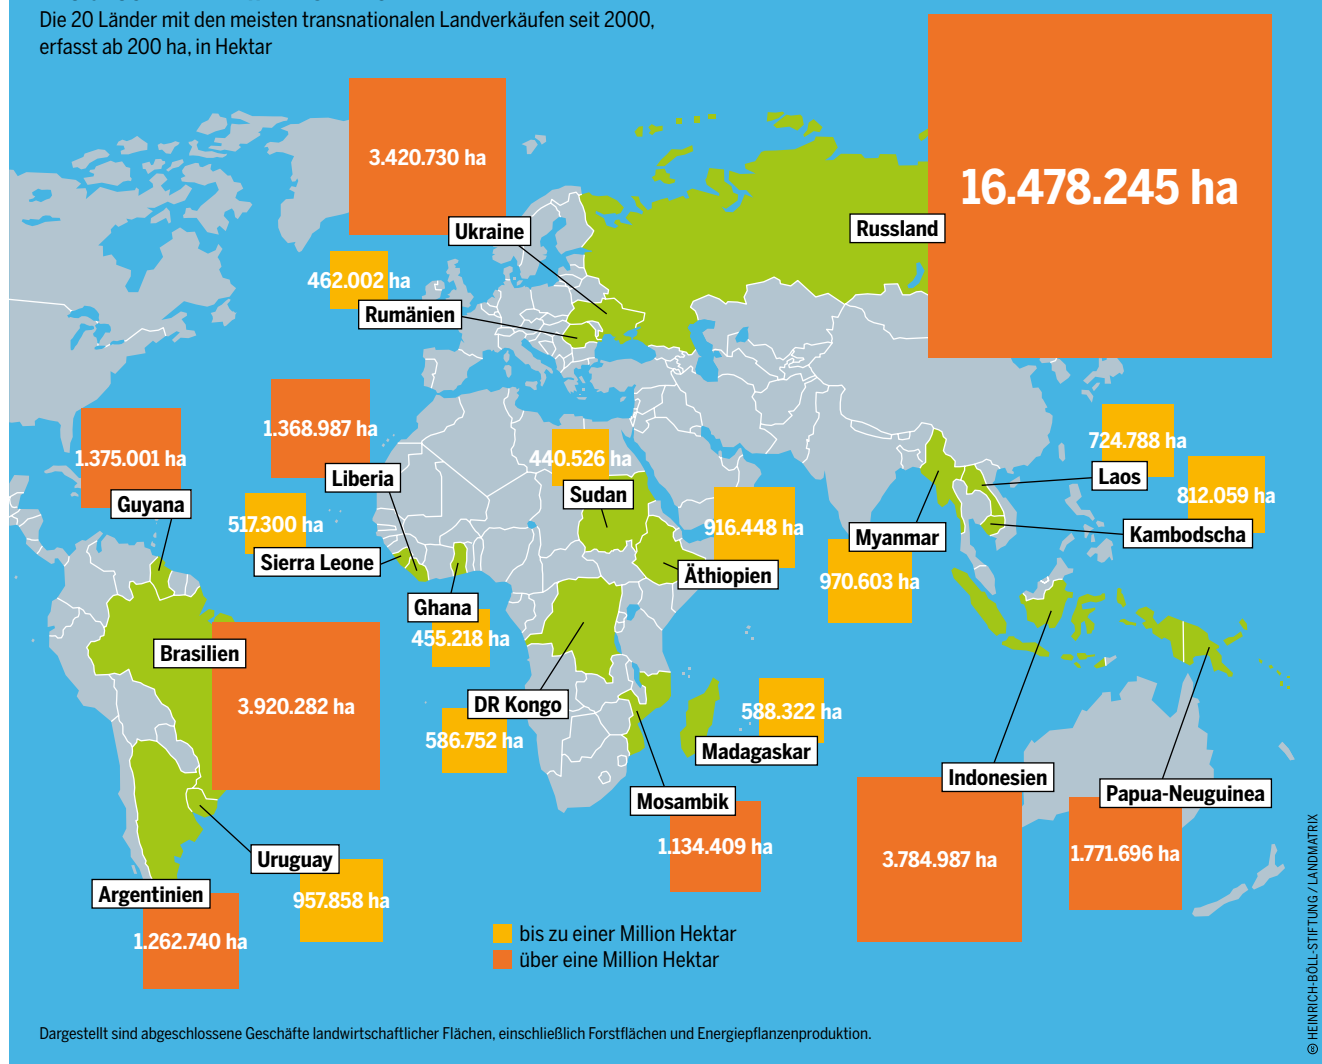 Die 20 Länder mit den meisten transnationalen Landverkäufen seit 2000,
erfasst ab 200 ha, in Hektar
3.420.730 ha
16.478.245 ha
Ukraine
Russland
462.002 ha
Rumänien
1.368.987 ha
1.375.001 ha
440.526 ha
724.788 ha
Liberia
Laos
Guyana
Sudan
812.059 ha
517.300 ha
916.448 ha
Myanmar
Kambodscha
Sierra Leone
Äthiopien
970.603 ha
Ghana
455.218 ha
Brasilien
3.920.282 ha
DR Kongo
588.322 ha
586.752 ha
Madagaskar
Indonesien
Papua-Neuguinea
Mosambik
1.134.409 ha
3.784.987 ha
1.771.696 ha
Uruguay
957.858 ha
Argentinien
1.262.740 ha
bis zu einer Million Hektar
über eine Million Hektar
Dargestellt sind abgeschlossene Geschäfte landwirtschaftlicher Flächen, einschließlich Forstflächen und Energiepflanzenproduktion.
HEINRICH-BÖLL-STIFTUNG / LANDMATRIX